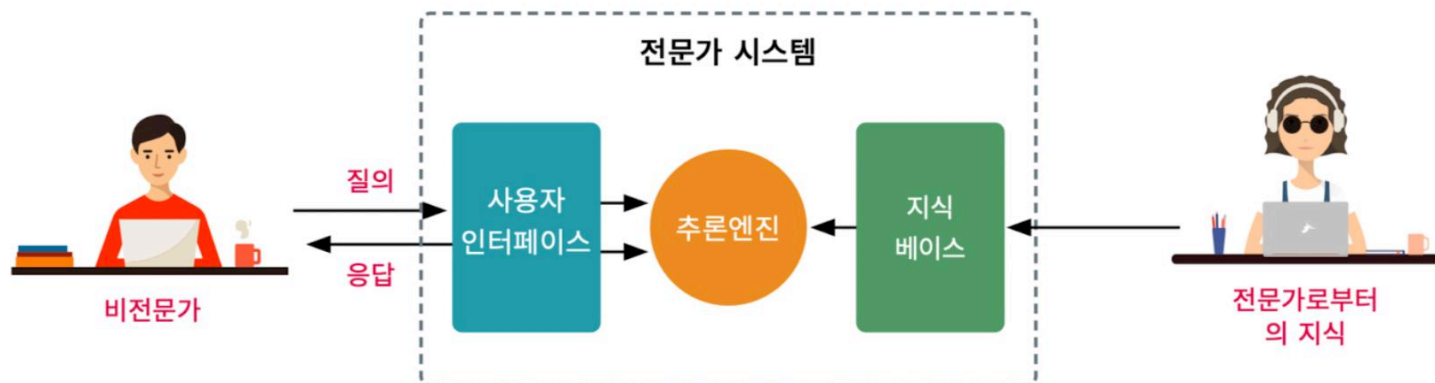 전문가 시스템
질의
응답
비전문가
사용자
인터페이스
추론엔진
지식
베이스
전문가로부터
의 지식